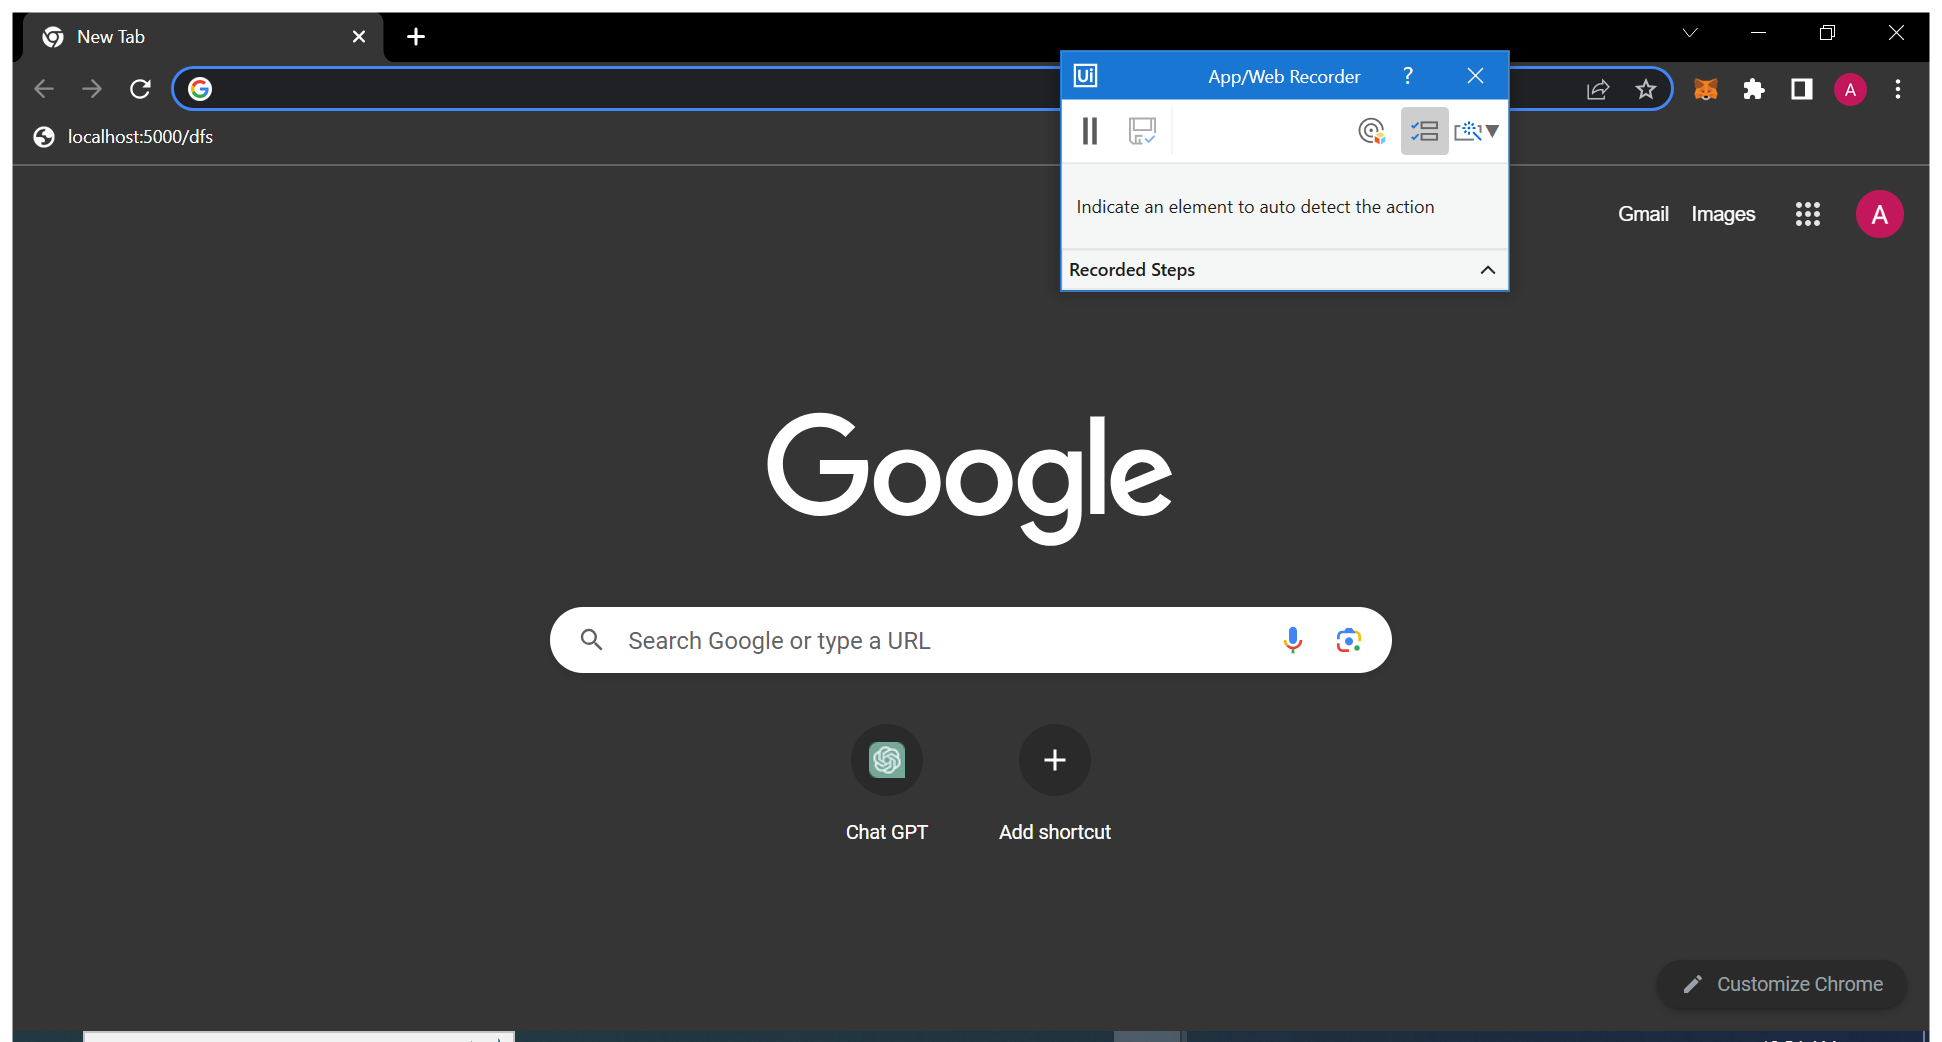 New Tab
Ui App/Web Recorder ?
A
localhost:5000/dfs
Indicate an element to auto detect the action
Gmail Images A
Recorded Steps
Google
Search Google or type a URL
Chat GPT Add shortcut
Customize Chrome